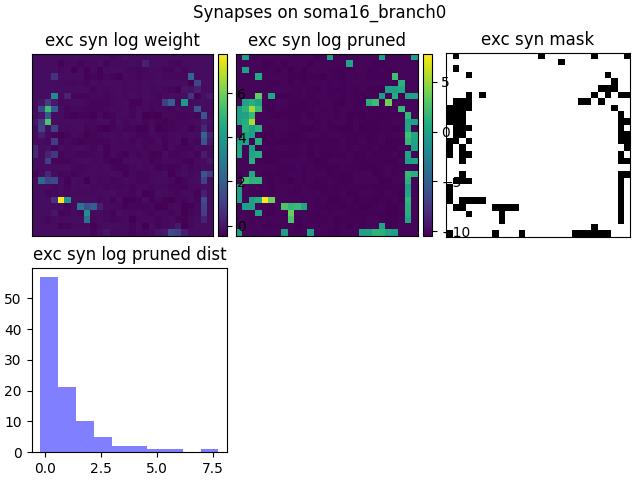 Synapses on soma16_branch0
exc syn log weight
exc syn log pruned
exc syn mask
6
4
2
0
5
0
−5
−10
exc syn log pruned dist
50
40
30
20
10
0
0.0 2.5 5.0 7.5